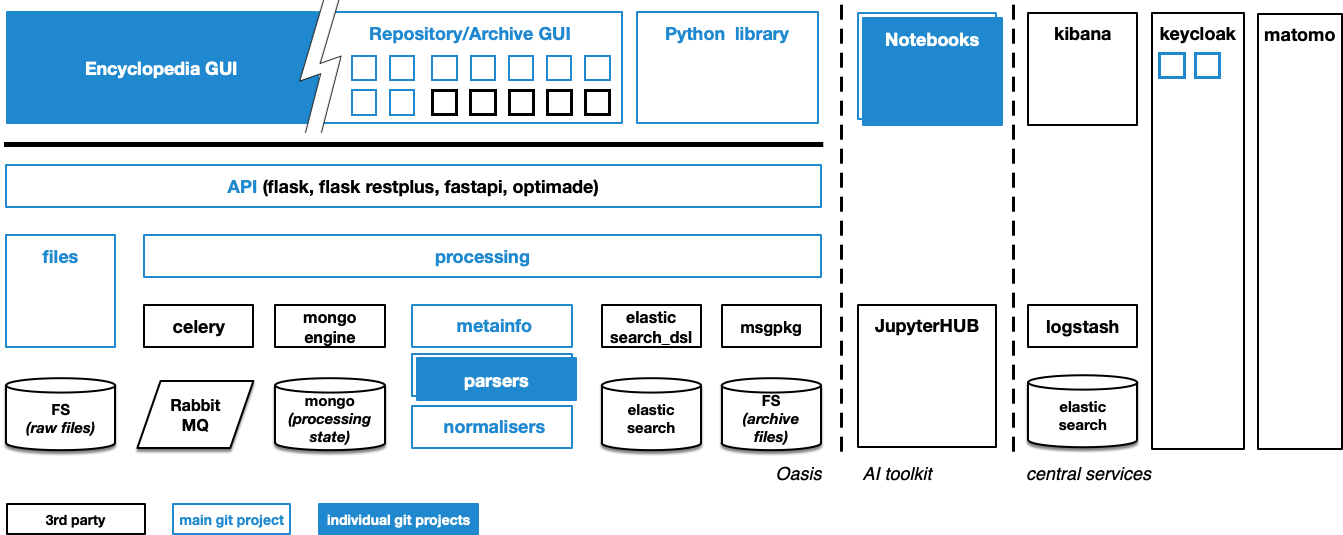 Encyclopedia GUI
Repository/Archive GUI
Python library
Notebooks
kibana
keycloak
matomo
API (flask, flask restplus, fastapi, optimade)
files
processing
celery
mongo
engine
metainfo
elastic
search_dsl
msgpkg
JupyterHUB
logstash
parsers
FS
(raw files)
Rabbit
MQ
mongo
(processing
state)
normalisers
elastic
search
FS
(archive
files)
elastic
search
Oasis
AI toolkit
central services
3rd party
main git project
individual git projects